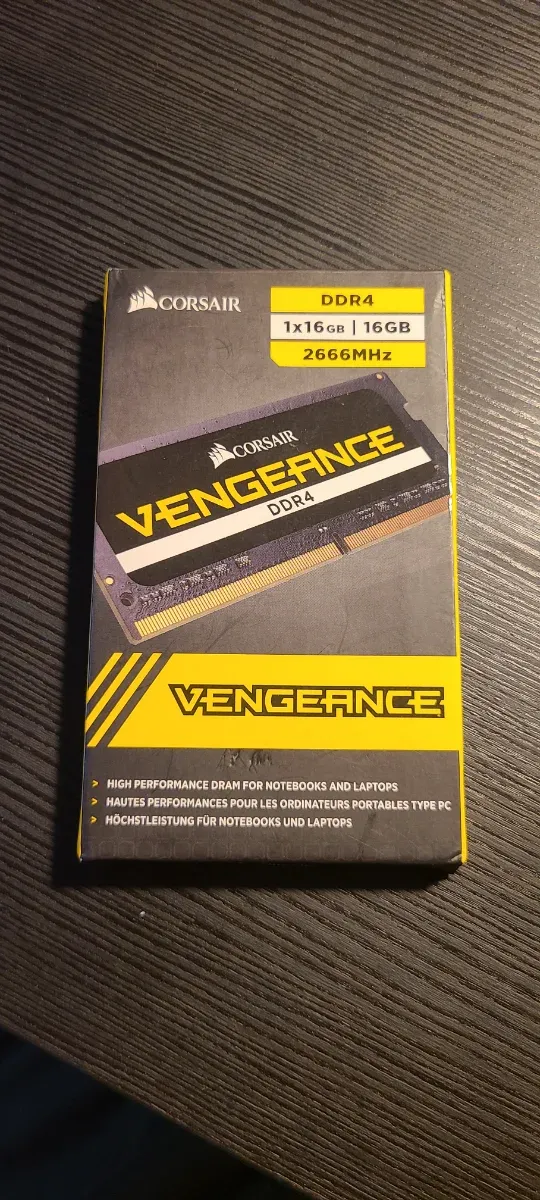 CORSAIR
DDR4
1x16GB | 16GB
2666MHz
CORSAIR
VENGEANCE
DDR4
VENGEANCE
> HIGH PERFORMANCE DRAM FOR NOTEBOOKS AND LAPTOPS
> HAUTES PERFORMANCES POUR LES ORDINATEURS PORTABLES TYPE PC
> HÖCHSTLEISTUNG FÜR NOTEBOOKS UND LAPTOPS